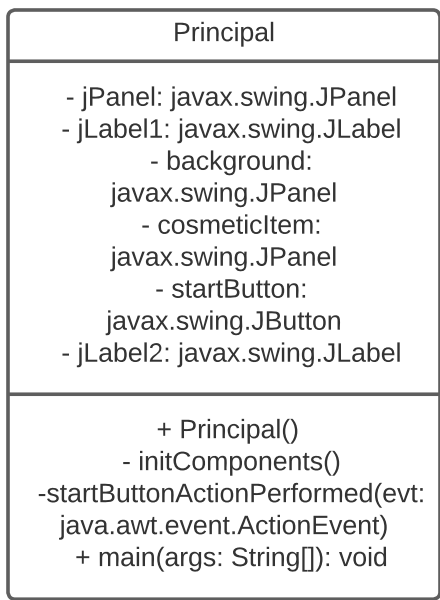 Principal
- jPanel: javax.swing.JPanel
- jLabel1: javax.swing.JLabel
- background:
javax.swing.JPanel
- cosmeticItem:
javax.swing.JPanel
- startButton:
javax.swing.JButton
- jLabel2: javax.swing.JLabel
+ Principal()
- initComponents()
-startButtonActionPerformed(evt:
java.awt.event.ActionEvent)
+ main(args: String[]): void